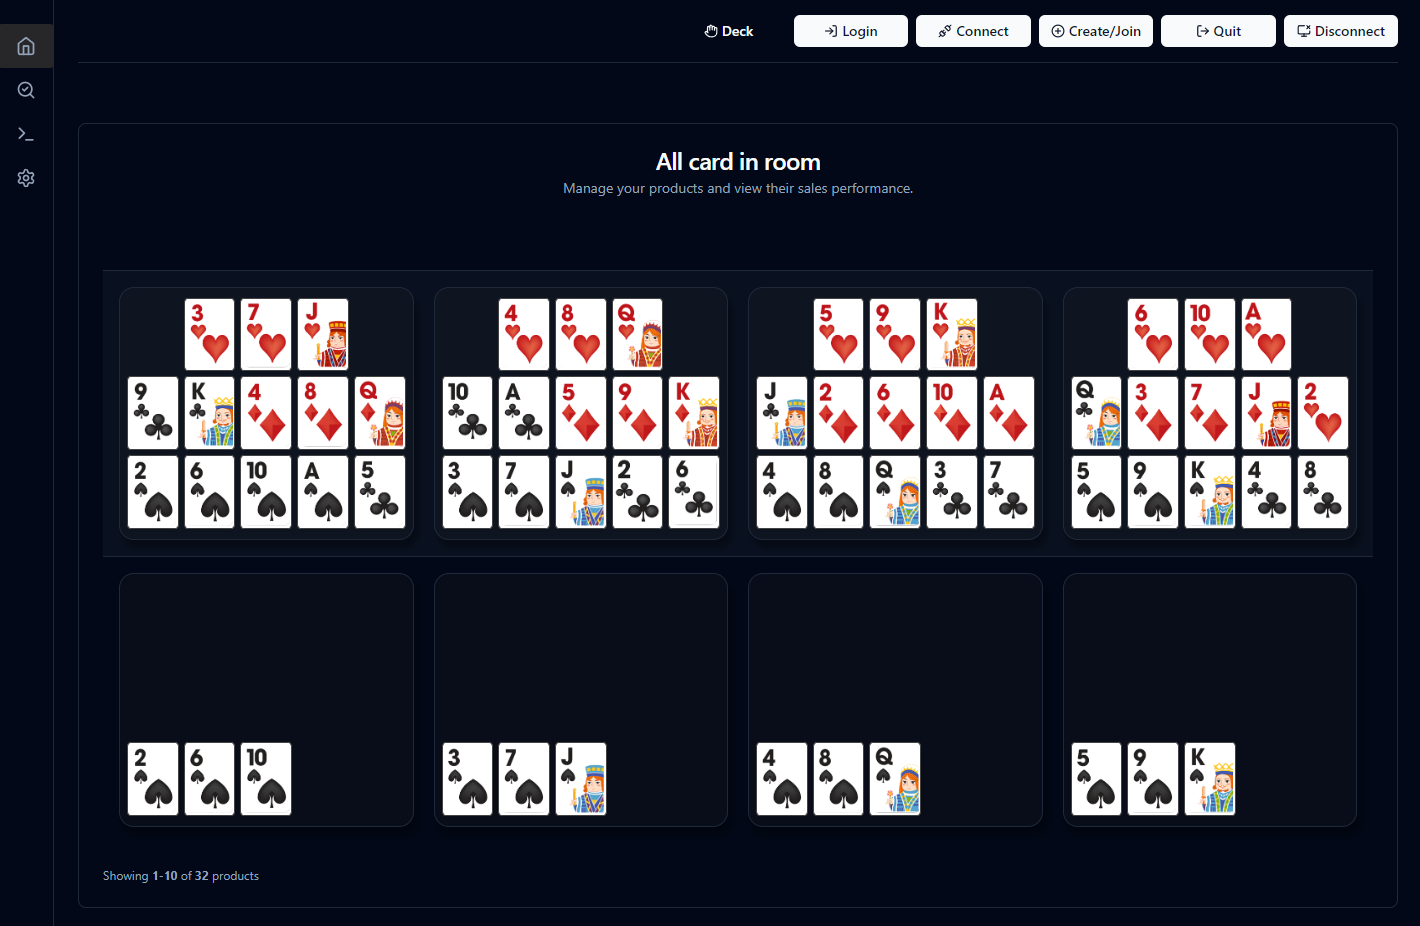 Deck Login Connect Create/Join Quit Disconnect
All card in room
Manage your products and view their sales performance.
3 7 J 4 8 Q 5 9 K 6 10 A
9 K 4 8 Q 10 A 5 9 K J 2 6 10 A Q 3 7 J 2
2 6 10 A 5 3 7 J 2 6 4 8 Q 3 7 5 9 K 4 8
2 6 10 3 7 J 4 8 Q 5 9 K
Showing 1-10 of 32 products